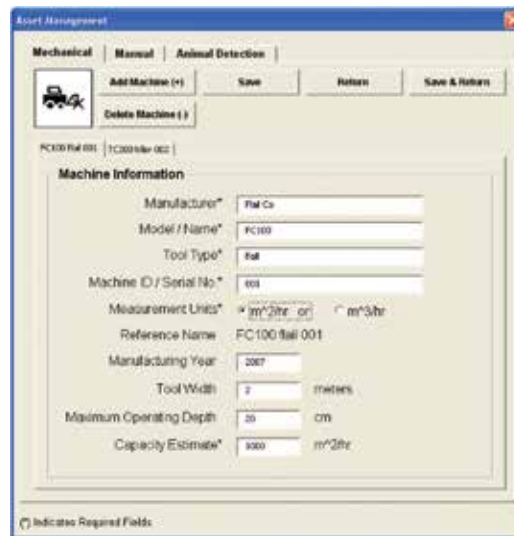 Asset Management
Mechanical Manual Animal Detection
Add Machine (+) Save Return Save & Return
Delete Machine (-)
FC100 flail 001 TC200 tiller 002
Machine Information
Manufacturer* Flail Co
Model / Name* FC100
Tool Type* flail
Machine ID / Serial No.* 001
Measurement Units* m^2/hr or m^3/hr
Reference Name FC100 flail 001
Manufacturing Year 2007
Tool Width 2 meters
Maximum Operating Depth 20 cm
Capacity Estimate* m^2/hr
(*) Indicates Required Fields